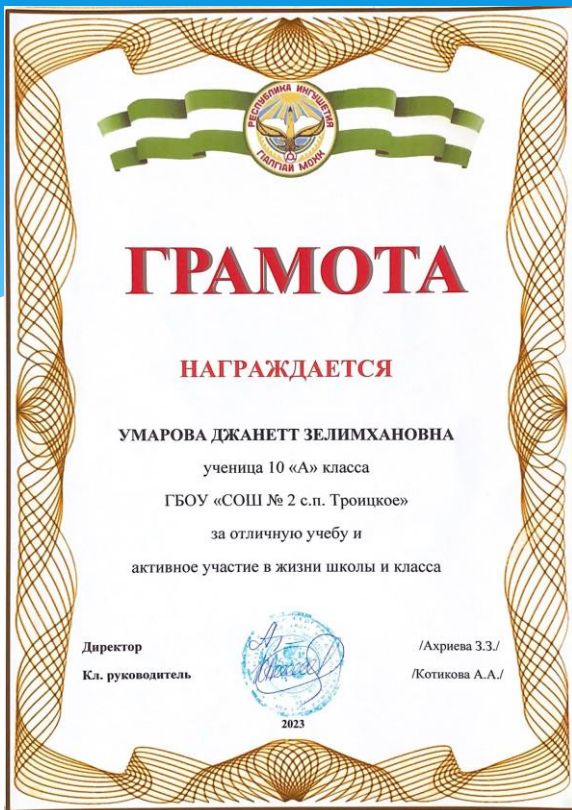 РЕСПУБЛИКА ИНГУШЕТИЯ
ГIАЛГIАЙ МОХК
ГРАМОТА
НАГРАЖДАЕТСЯ
УМАРОВА ДЖАНЕТТ ЗЕЛИМХАНОВНА
ученица 10 «А» класса
ГБОУ «СОШ № 2 с.п. Троицкое»
за отличную учебу и
активное участие в жизни школы и класса
Директор /Ахриева З.З./
Кл. руководитель /Котикова А.А./
2023